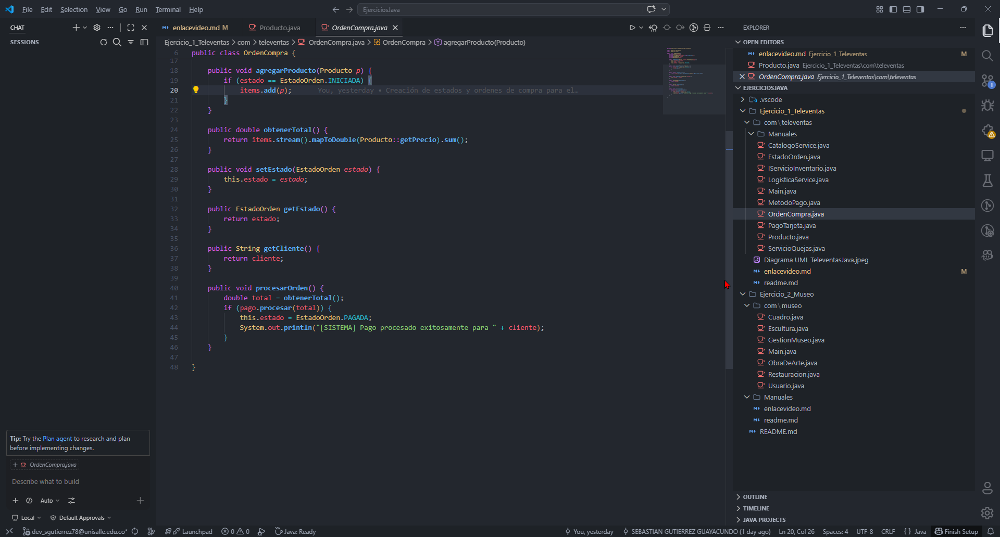 File Edit Selection View Go Run Terminal Help
EjerciciosJava
CHAT
SESSIONS
Tip: Try the Plan agent to research and plan
before implementing changes.
OrdenCompra.java
Describe what to build
Auto
Local Default Approvals
enlacevideo.md M Producto.java OrdenCompra.java
Ejercicio_1_Televentas > com > televentas > OrdenCompra.java > OrdenCompra > agregarProducto(Producto)
6 public class OrdenCompra {
17
18 public void agregarProducto(Producto p) {
19 if (estado == EstadoOrden.INICIADA) {
20 items.add(p); You, yesterday • Creación de estados y ordenes de compra para el…
21 }
22 }
23
24 public double obtenerTotal() {
25 return items.stream().mapToDouble(Producto::getPrecio).sum();
26 }
27
28 public void setEstado(EstadoOrden estado) {
29 this.estado = estado;
30 }
31
32 public EstadoOrden getEstado() {
33 return estado;
34 }
35
36 public String getCliente() {
37 return cliente;
38 }
39
40 public void procesarOrden() {
41 double total = obtenerTotal();
42 if (pago.procesar(total)) {
43 this.estado = EstadoOrden.PAGADA;
44 System.out.println("[SISTEMA] Pago procesado exitosamente para " + cliente);
45 }
46 }
47
48 }
EXPLORER
OPEN EDITORS
enlacevideo.md Ejercicio_1_Televentas M
Producto.java Ejercicio_1_Televentas\com\televentas
OrdenCompra.java Ejercicio_1_Televentas\com\televentas
EJERCICIOSJAVA
.vscode
Ejercicio_1_Televentas
com\televentas
Manuales
CatalogoService.java
EstadoOrden.java
IServicioInventario.java
LogisticaService.java
Main.java
MetodoPago.java
OrdenCompra.java
PagoTarjeta.java
Producto.java
ServicioQuejas.java
Diagrama UML TeleventasJava.jpeg
enlacevideo.md M
readme.md
Ejercicio_2_Museo
com\museo
Cuadro.java
Escultura.java
GestionMuseo.java
Main.java
ObraDeArte.java
Restauracion.java
Usuario.java
Manuales
enlacevideo.md
readme.md
README.md
OUTLINE
TIMELINE
JAVA PROJECTS
1
dev_sgutierrez78@unisalle.edu.co* Launchpad 0 0 Java: Ready You, yesterday SEBASTIAN GUTIERREZ GUAYACUNDO (1 day ago) Ln 20, Col 26 Spaces: 4 UTF-8 CRLF { } Java Finish Setup